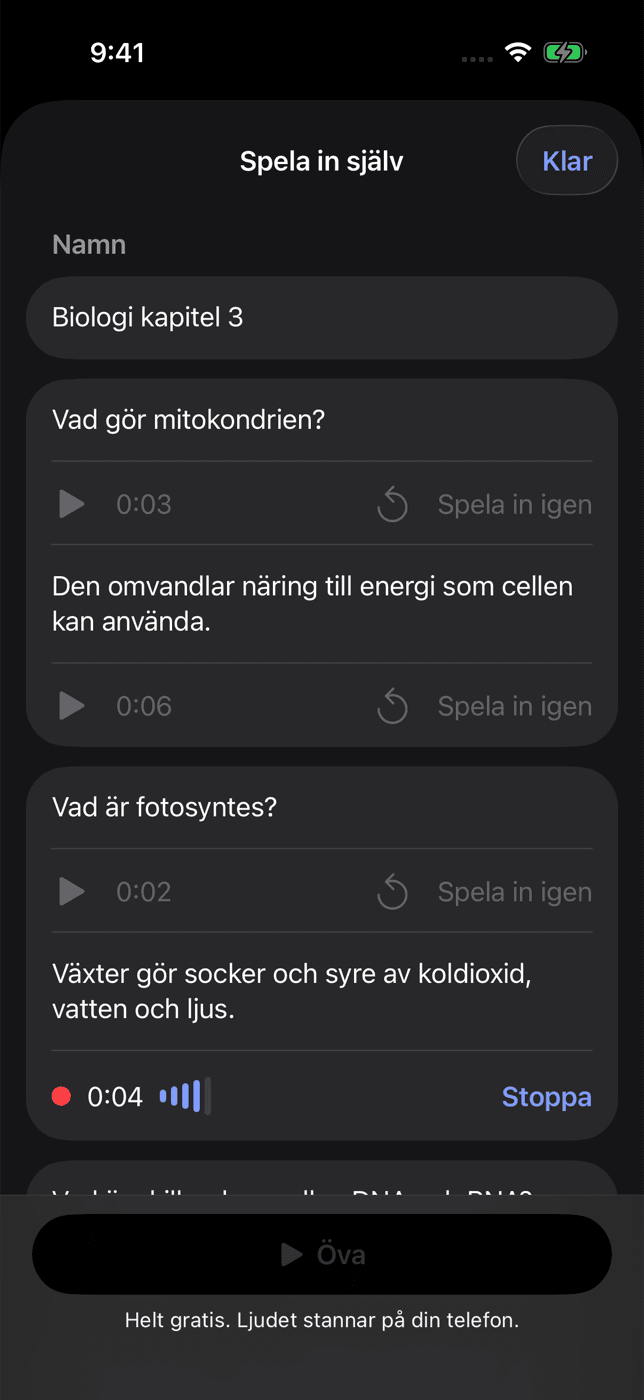 9:41
Spela in själv
Klar
Namn
Biologi kapitel 3
Vad gör mitokondrien?
0:03
Spela in igen
Den omvandlar näring till energi som cellen
kan använda.
0:06
Spela in igen
Vad är fotosyntes?
0:02
Spela in igen
Växter gör socker och syre av koldioxid,
vatten och ljus.
0:04
Stoppa
DNA
RNA?
Öva
Helt gratis. Ljudet stannar på din telefon.